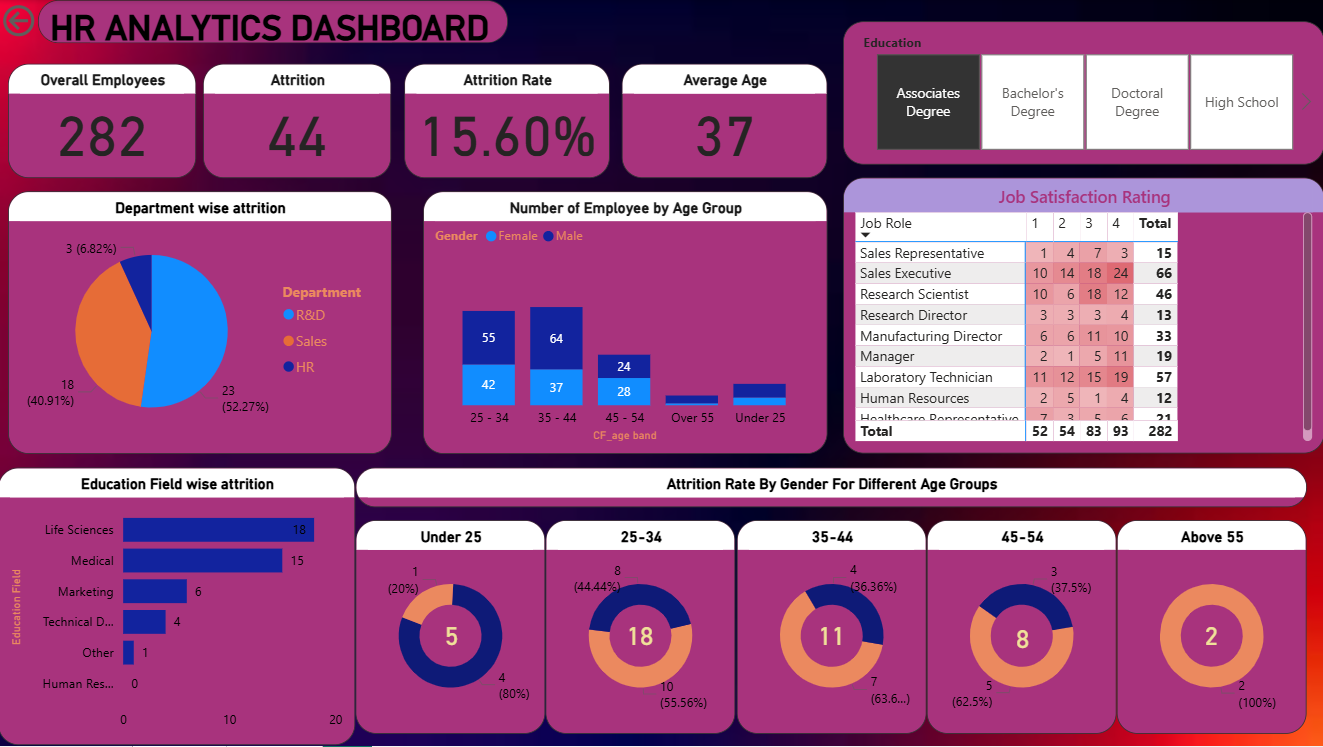 HR ANALYTICS DASHBOARD
Overall Employees
282
Attrition
44
Attrition Rate
15.60%
Average Age
37
Education
Associates
Degree
Bachelor's
Degree
Doctoral
Degree
High School
Department wise attrition
3 (6.82%)
18
(40.91%)
23
(52.27%)
Department
R&D
Sales
HR
Number of Employee by Age Group
Gender Female Male
55
64
24
42
37
28
25 - 34 35 - 44 45 - 54 Over 55 Under 25
CF_age band
Job Satisfaction Rating
Job Role 1 2 3 4 Total
Sales Representative 1 4 7 3 15
Sales Executive 10 14 18 24 66
Research Scientist 10 6 18 12 46
Research Director 3 3 3 4 13
Manufacturing Director 6 6 11 10 33
Manager 2 1 5 11 19
Laboratory Technician 11 12 15 19 57
Human Resources 2 5 1 4 12
Healthcare Representative 7 3 5 6 21
Total 52 54 83 93 282
Education Field wise attrition
Education Field
Life Sciences 18
Medical 15
Marketing 6
Technical D... 4
Other 1
Human Res... 0
0 10 20
Attrition Rate By Gender For Different Age Groups
Under 25
1
(20%)
5
4
(80%)
25-34
8
(44.44%)
18
10
(55.56%)
35-44
4
(36.36%)
11
7
(63.6...)
45-54
3
(37.5%)
8
5
(62.5%)
Above 55
2
2
(100%)